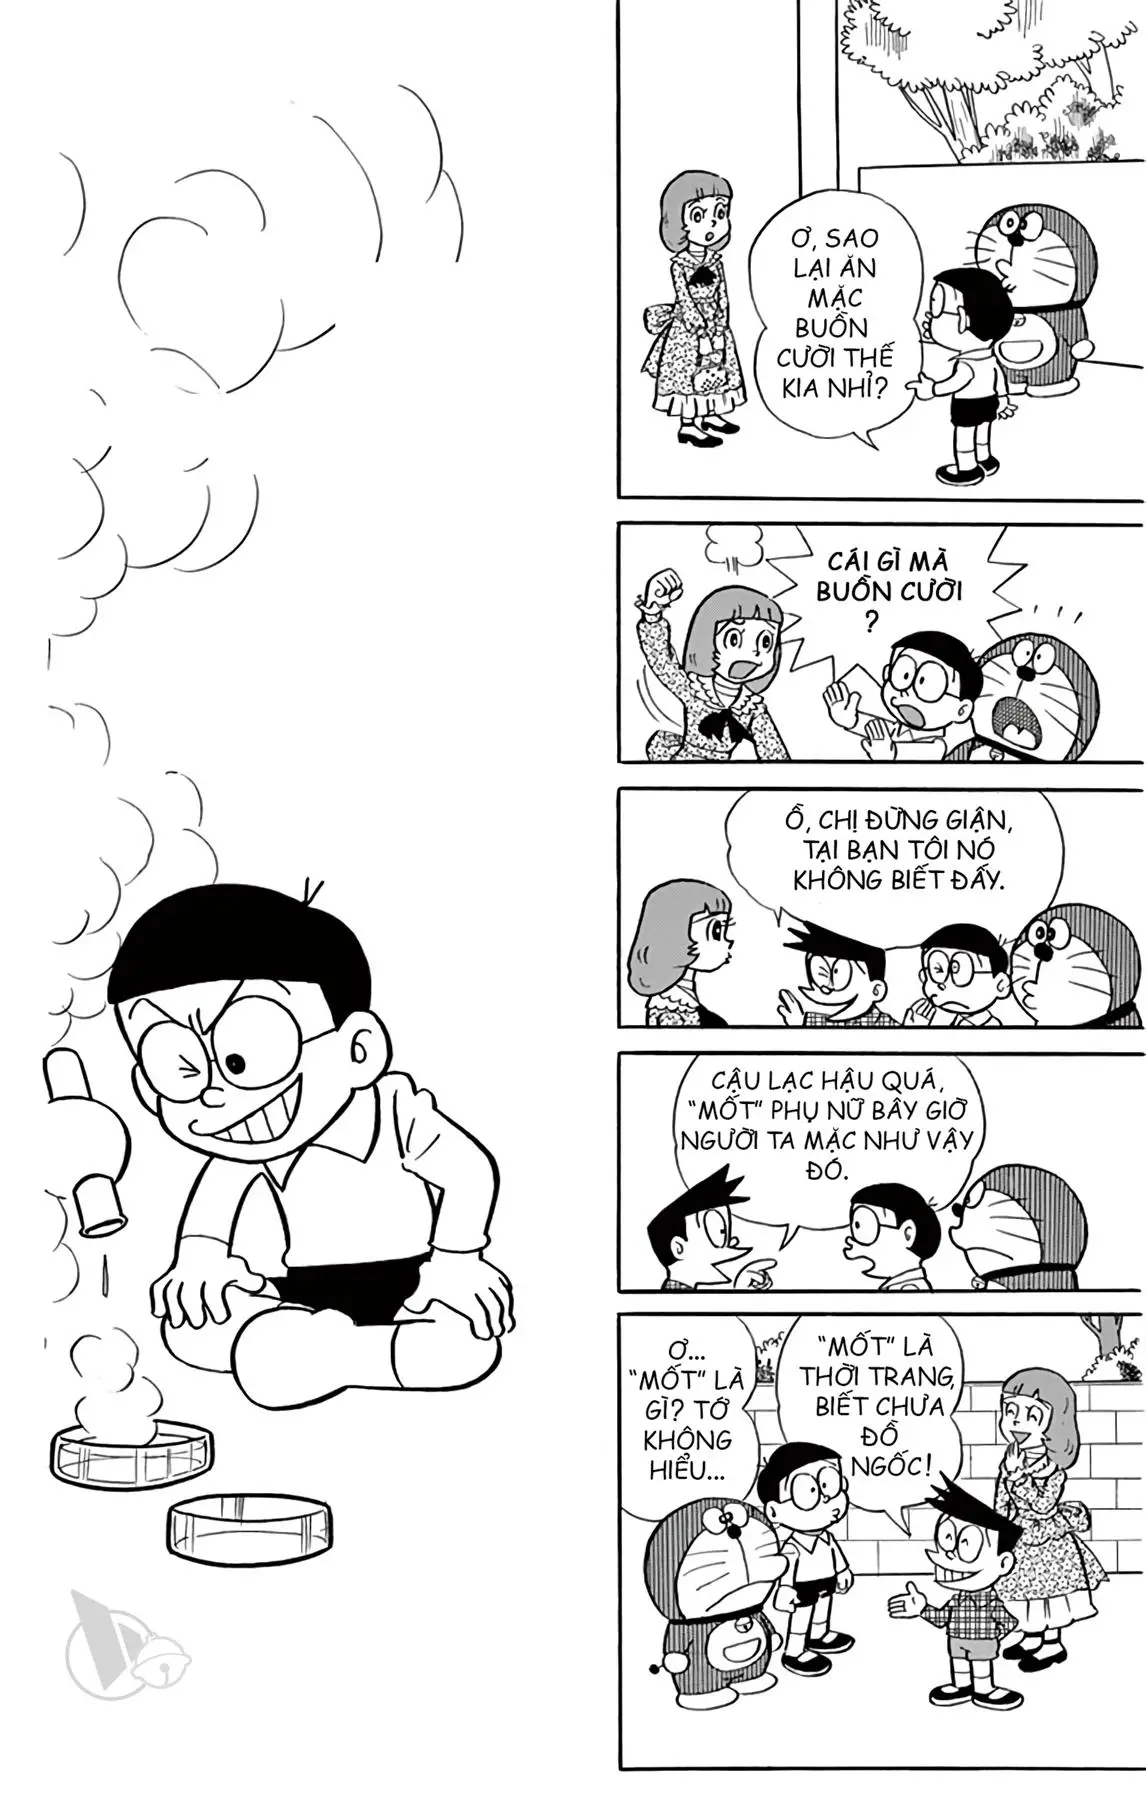 Ơ, SAO
LẠI ĂN
MẶC
BUỒN
CƯỜI THẾ
KIA NHỈ?
CÁI GÌ MÀ
BUỒN CƯỜI
?
Ồ, CHỊ ĐỪNG GIẬN,
TẠI BẠN TÔI NÓ
KHÔNG BIẾT ĐẤY.
CẬU LẠC HẬU QUÁ,
"MỐT" PHỤ NỮ BÂY GIỜ
NGƯỜI TA MẶC NHƯ VẬY
ĐÓ.
Ơ...
"MỐT" LÀ
GÌ? TỚ
KHÔNG
HIỂU...
"MỐT" LÀ
THỜI TRANG,
BIẾT CHƯA
ĐỒ
NGỐC!